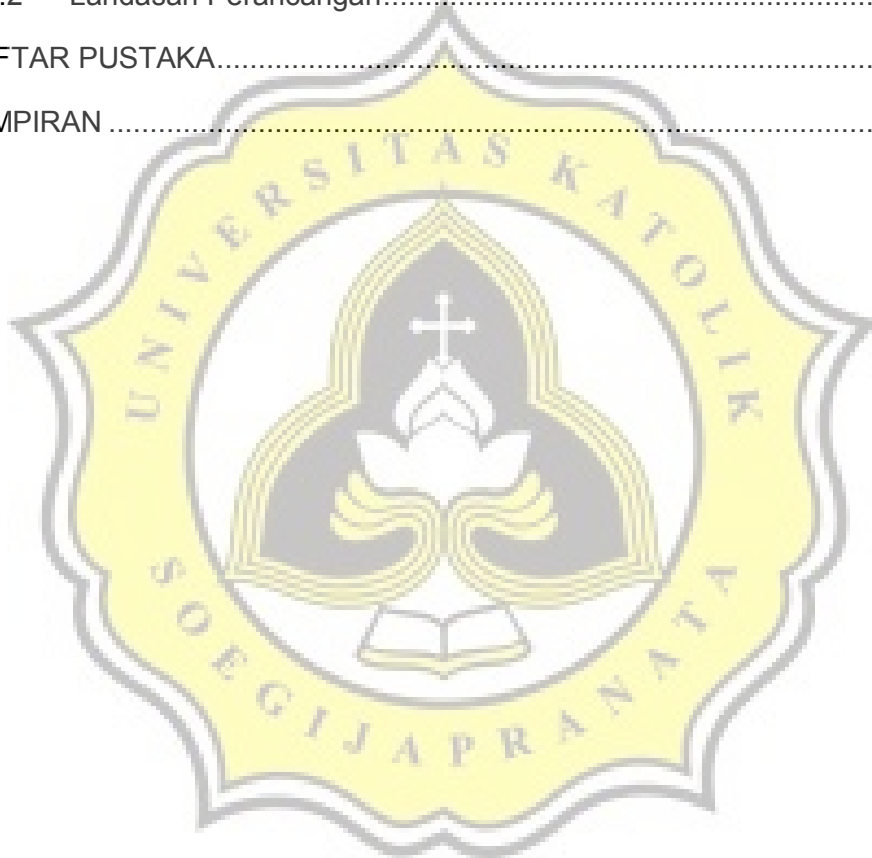 .2 Landasan Perancangan....................................................................
FTAR PUSTAKA....................................................................................
MPIRAN ................................................................................................
UNIVERSITAS KATOLIK
SOEGIJAPRANATA